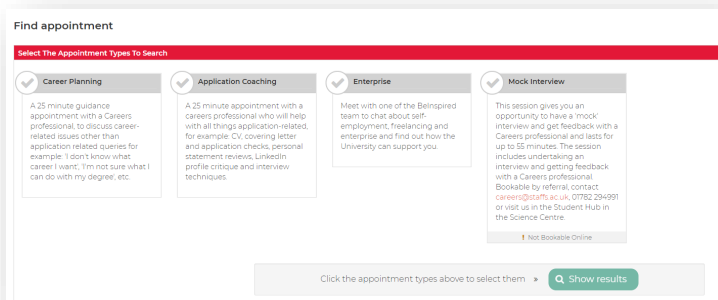 Find appointment
Select The Appointment Types To Search
Career Planning
A 25 minute guidance
appointment with a Careers
professional, to discuss career-
related issues other than
application related queries for
example: 'I don't know what
career I want', 'I'm not sure what I
can do with my degree', etc.
Application Coaching
A 25 minute appointment with a
careers professional who will help
with all things application-related,
for example: CV, covering letter
and application checks, personal
statement reviews, LinkedIn
profile critique and interview
techniques.
Enterprise
Meet with one of the BeInspired
team to chat about self-
employment, freelancing and
enterprise and find out how the
University can support you.
Mock Interview
This session gives you an
opportunity to have a 'mock'
interview and get feedback with a
Careers professional and lasts for
up to 55 minutes. The session
includes undertaking an
interview and getting feedback
with a Careers professional.
Bookable by referral, contact
careers@staffs.ac.uk, 01782 294991
or visit us in the Student Hub in
the Science Centre.
! Not Bookable Online
Click the appointment types above to select them » Show results